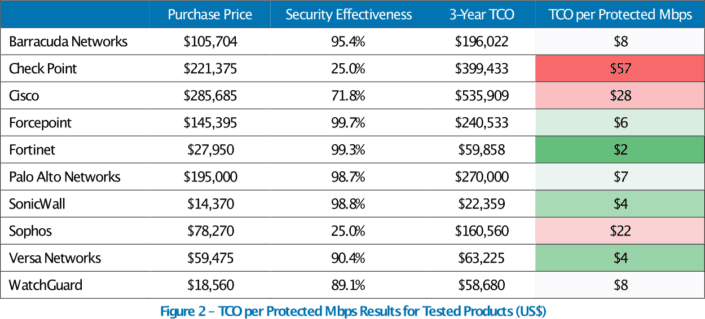 Purchase Price Security Effectiveness 3-Year TCO TCO per Protected Mbps
Barracuda Networks $105,704 95.4% $196,022 $8
Check Point $221,375 25.0% $399,433 $57
Cisco $285,685 71.8% $535,909 $28
Forcepoint $145,395 99.7% $240,533 $6
Fortinet $27,950 99.3% $59,858 $2
Palo Alto Networks $195,000 98.7% $270,000 $7
SonicWall $14,370 98.8% $22,359 $4
Sophos $78,270 25.0% $160,560 $22
Versa Networks $59,475 90.4% $63,225 $4
WatchGuard $18,560 89.1% $58,680 $8
Figure 2 – TCO per Protected Mbps Results for Tested Products (US$)